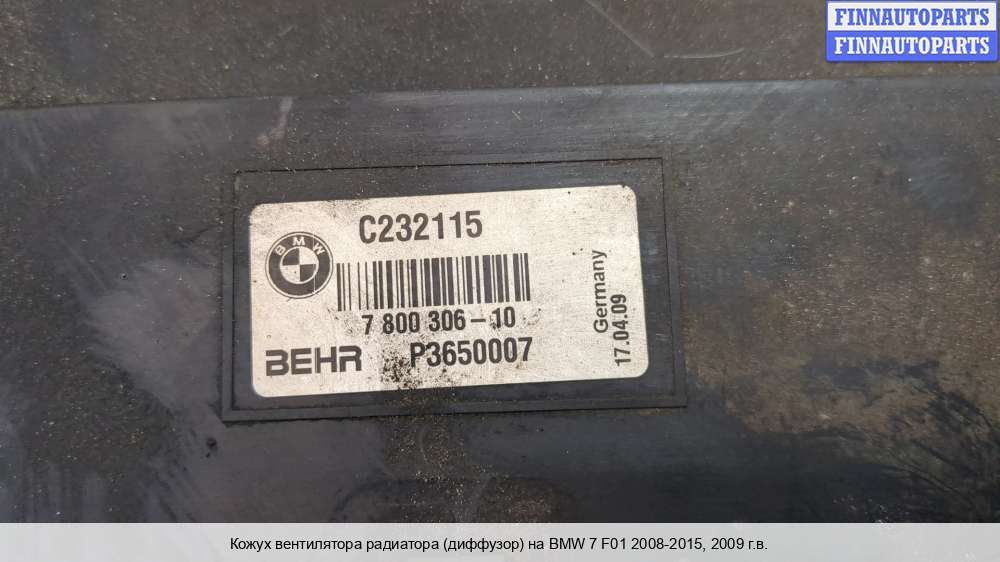 FINNAUTOPARTS
FINNAUTOPARTS
C232115
BMW
7 800 306-10
BEHR P3650007
Germany
17.04.09
Кожух вентилятора радиатора (диффузор) на BMW 7 F01 2008-2015, 2009 г.в.